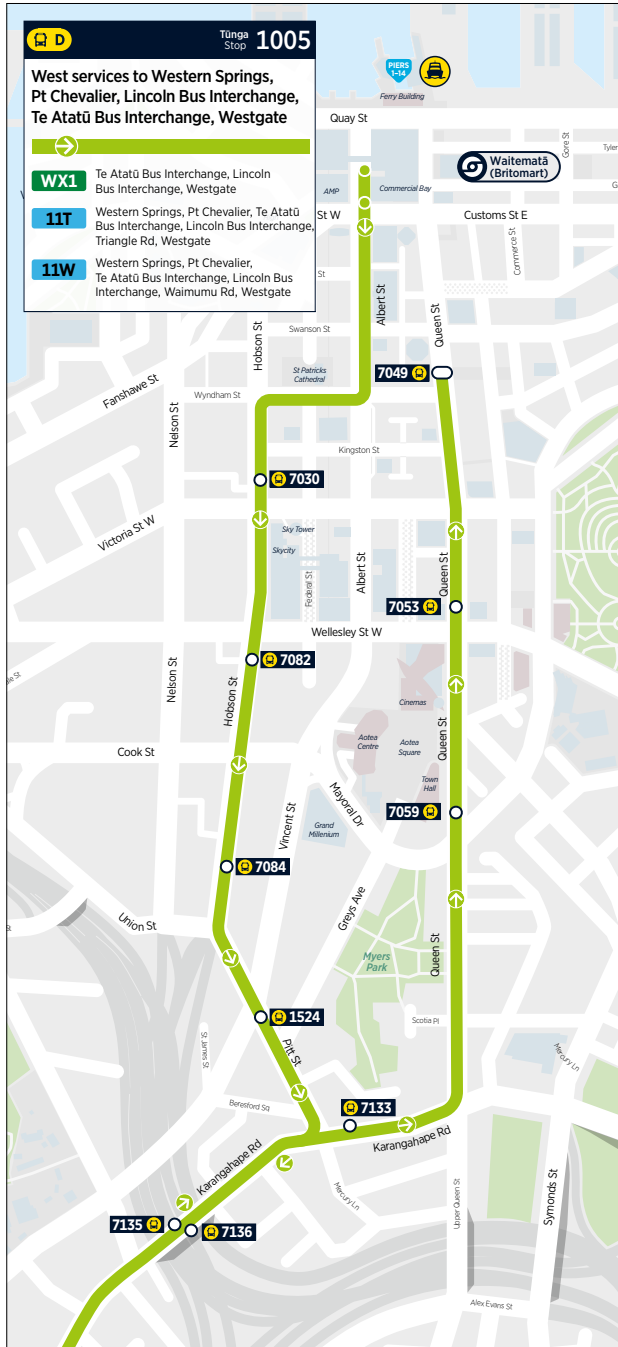 D
Tūnga
Stop 1005
West services to Western Springs,
Pt Chevalier, Lincoln Bus Interchange,
Te Atatū Bus Interchange, Westgate
WX1
Te Atatū Bus Interchange, Lincoln
Bus Interchange, Westgate
11T
Western Springs, Pt Chevalier, Te Atatū
Bus Interchange, Lincoln Bus Interchange,
Triangle Rd, Westgate
11W
Western Springs, Pt Chevalier,
Te Atatū Bus Interchange, Lincoln Bus
Interchange, Waimumu Rd, Westgate
PIERS
1-14
Ferry Building
Quay St
Gore St
Tyler
Waitematā
(Britomart)
AMP
Commercial Bay
St W
Customs St E
Commerce St
St
Albert St
Queen St
Hobson St
Swanson St
St Patricks
Cathedral
7049
Fanshawe St
Wyndham St
Nelson St
Kingston St
7030
Victoria St W
Sky Tower
Skycity
Federal St
Albert St
Queen St
7053
Wellesley St W
7082
Nelson St
Hobson St
Cinemas
Cook St
Aotea
Centre
Aotea
Square
Queen St
Town
Hall
Mayoral Dr
7059
Vincent St
Grand
Millenium
7084
Greys Ave
Union St
Myers
Park
Queen St
1524
Scotia Pl
St James St
Pitt St
Mercury Ln
Beresford Sq
7133
Karangahape Rd
Karangahape Rd
Mercury Ln
Upper Queen St
Symonds St
7135
7136
Alex Evans St